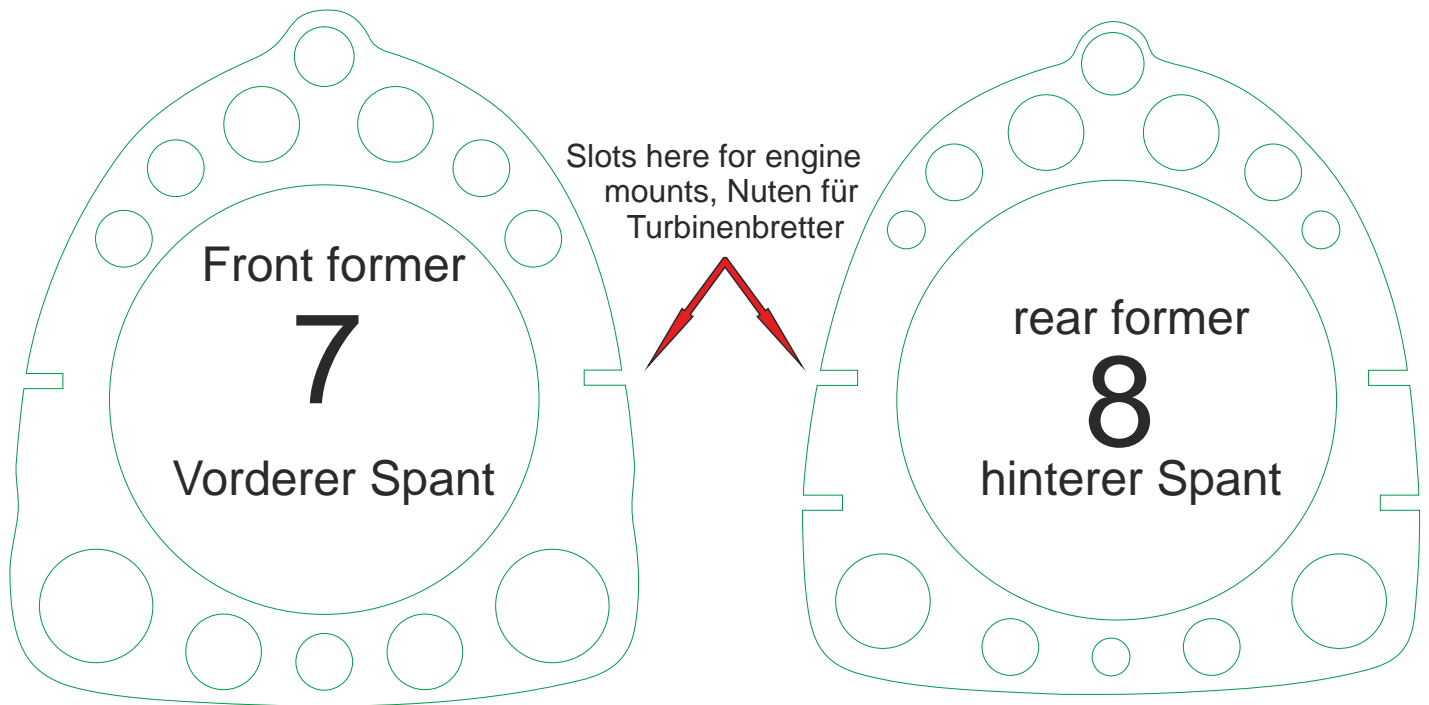 Slots here for engine
mounts, Nuten für
Turbinenbretter
Front former
7
Vorderer Spant
rear former
8
hinterer Spant